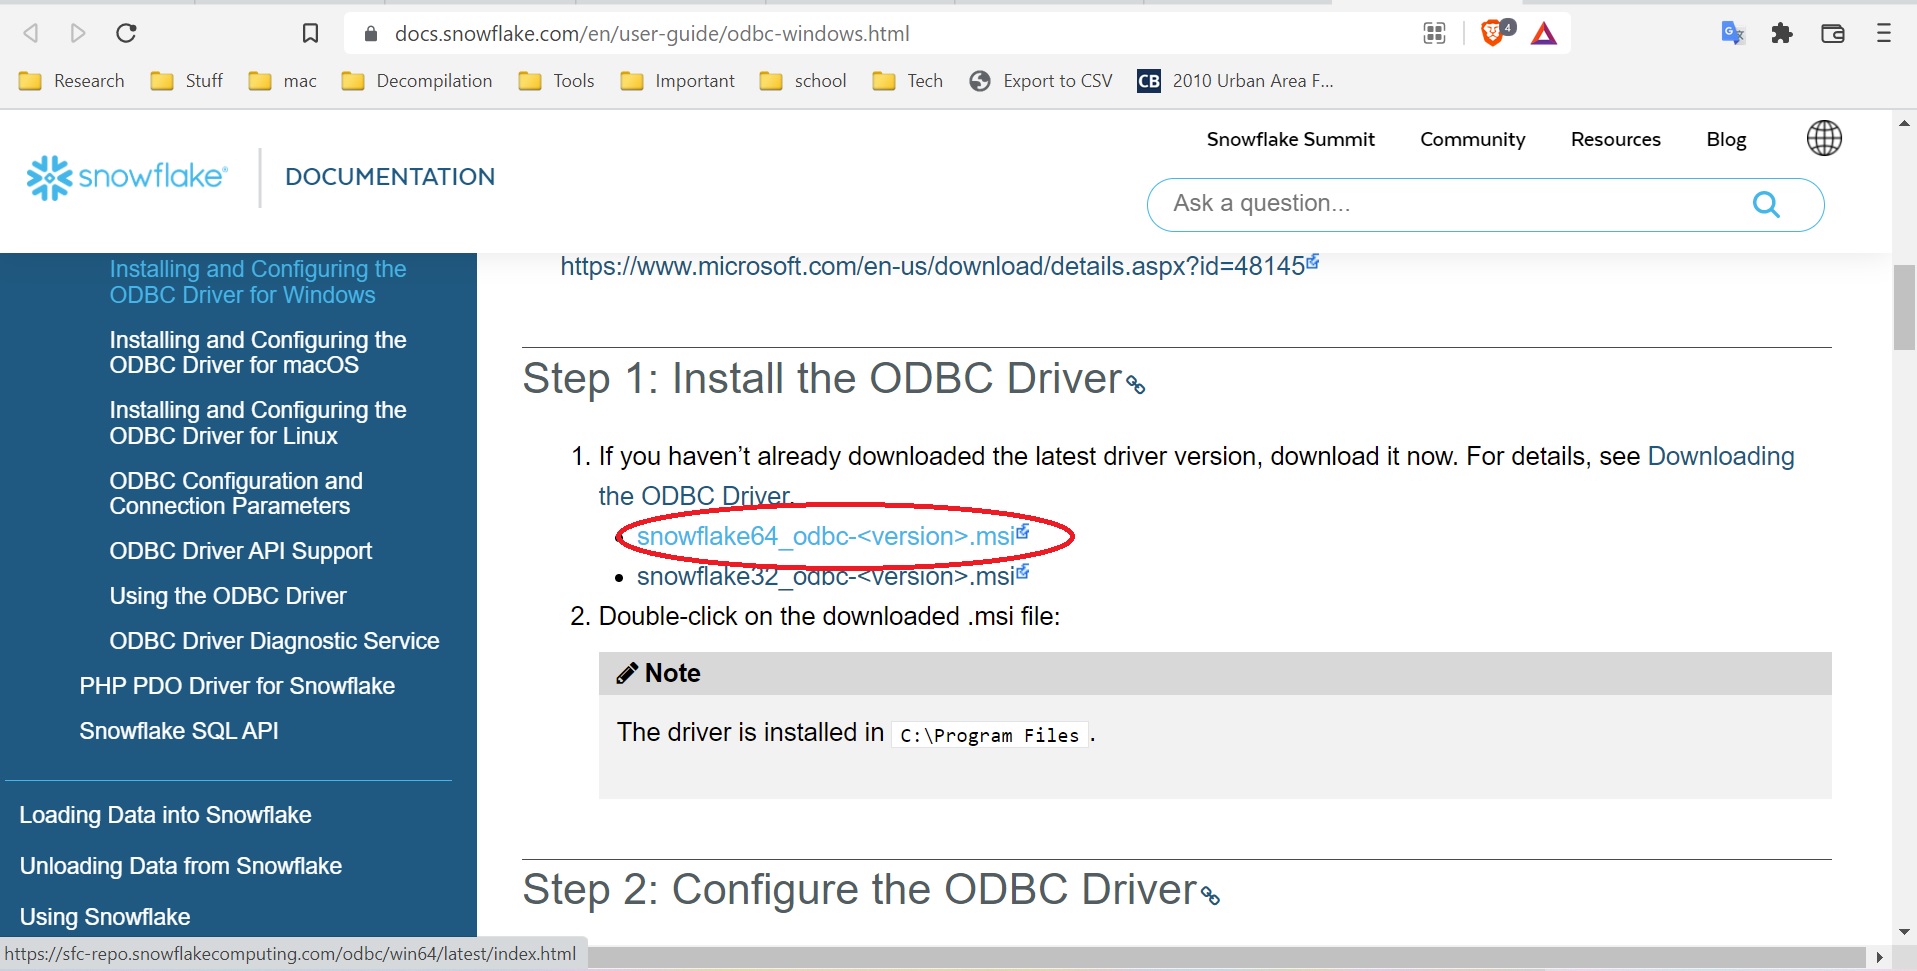 docs.snowflake.com/en/user-guide/odbc-windows.html
4
Research
Stuff
mac
Decompilation
Tools
Important
school
Tech
Export to CSV
CB
2010 Urban Area F...
snowflake®
DOCUMENTATION
Snowflake Summit
Community
Resources
Blog
Ask a question...
Installing and Configuring the
ODBC Driver for Windows
Installing and Configuring the
ODBC Driver for macOS
Installing and Configuring the
ODBC Driver for Linux
ODBC Configuration and
Connection Parameters
ODBC Driver API Support
Using the ODBC Driver
ODBC Driver Diagnostic Service
PHP PDO Driver for Snowflake
Snowflake SQL API
Loading Data into Snowflake
Unloading Data from Snowflake
Using Snowflake
https://sfc-repo.snowflakecomputing.com/odbc/win64/latest/index.html
https://www.microsoft.com/en-us/download/details.aspx?id=48145
Step 1: Install the ODBC Driver
1. If you haven’t already downloaded the latest driver version, download it now. For details, see Downloading
the ODBC Driver.
• snowflake64_odbc-<version>.msi
• snowflake32_odbc-<version>.msi
2. Double-click on the downloaded .msi file:
Note
The driver is installed in C:\Program Files .
Step 2: Configure the ODBC Driver